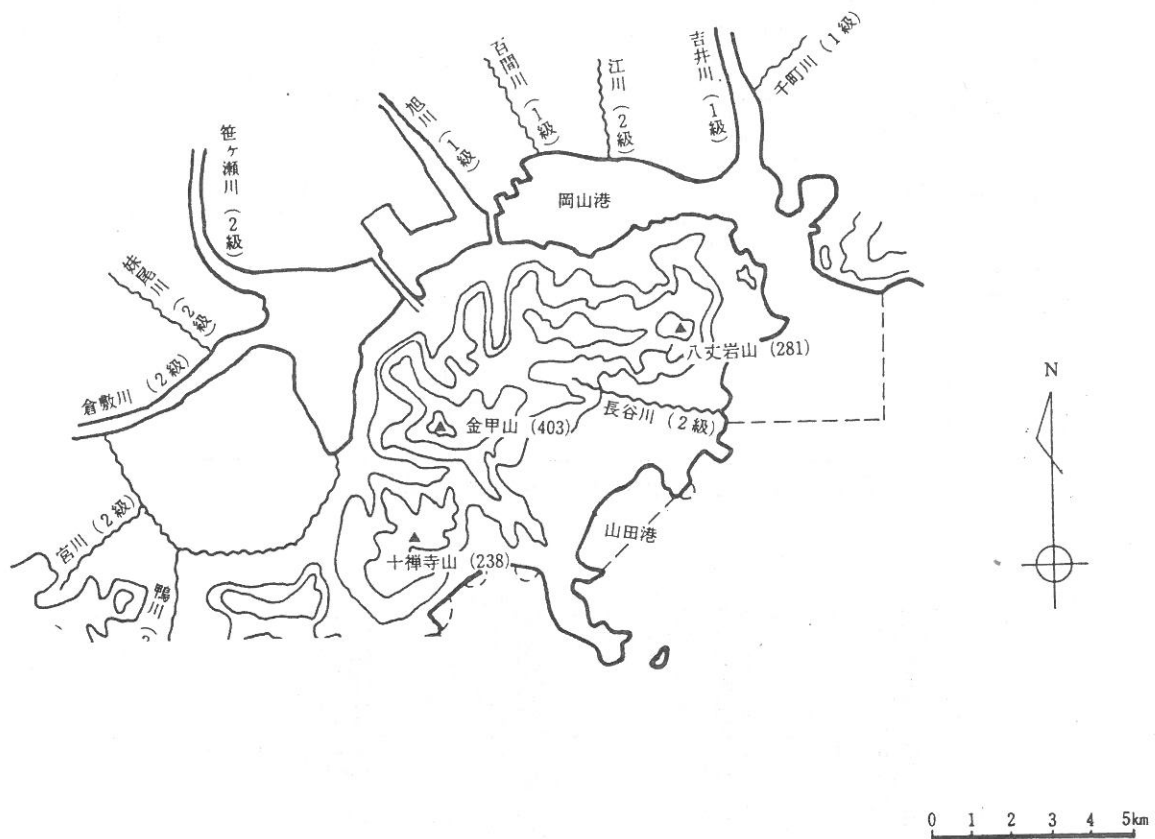 笹ヶ瀬川(2級)
旭川(1級)
百間川(1級)
江川(2級)
吉井川(1級)
千町川(1級)
妹尾川(2級)
岡山港
倉敷川(2級)
八丈岩山(281)
金甲山(403)
長谷川(2級)
N
宮川(2級)
山田港
十禅寺山(238)
鴨川
0 1 2 3 4 5km